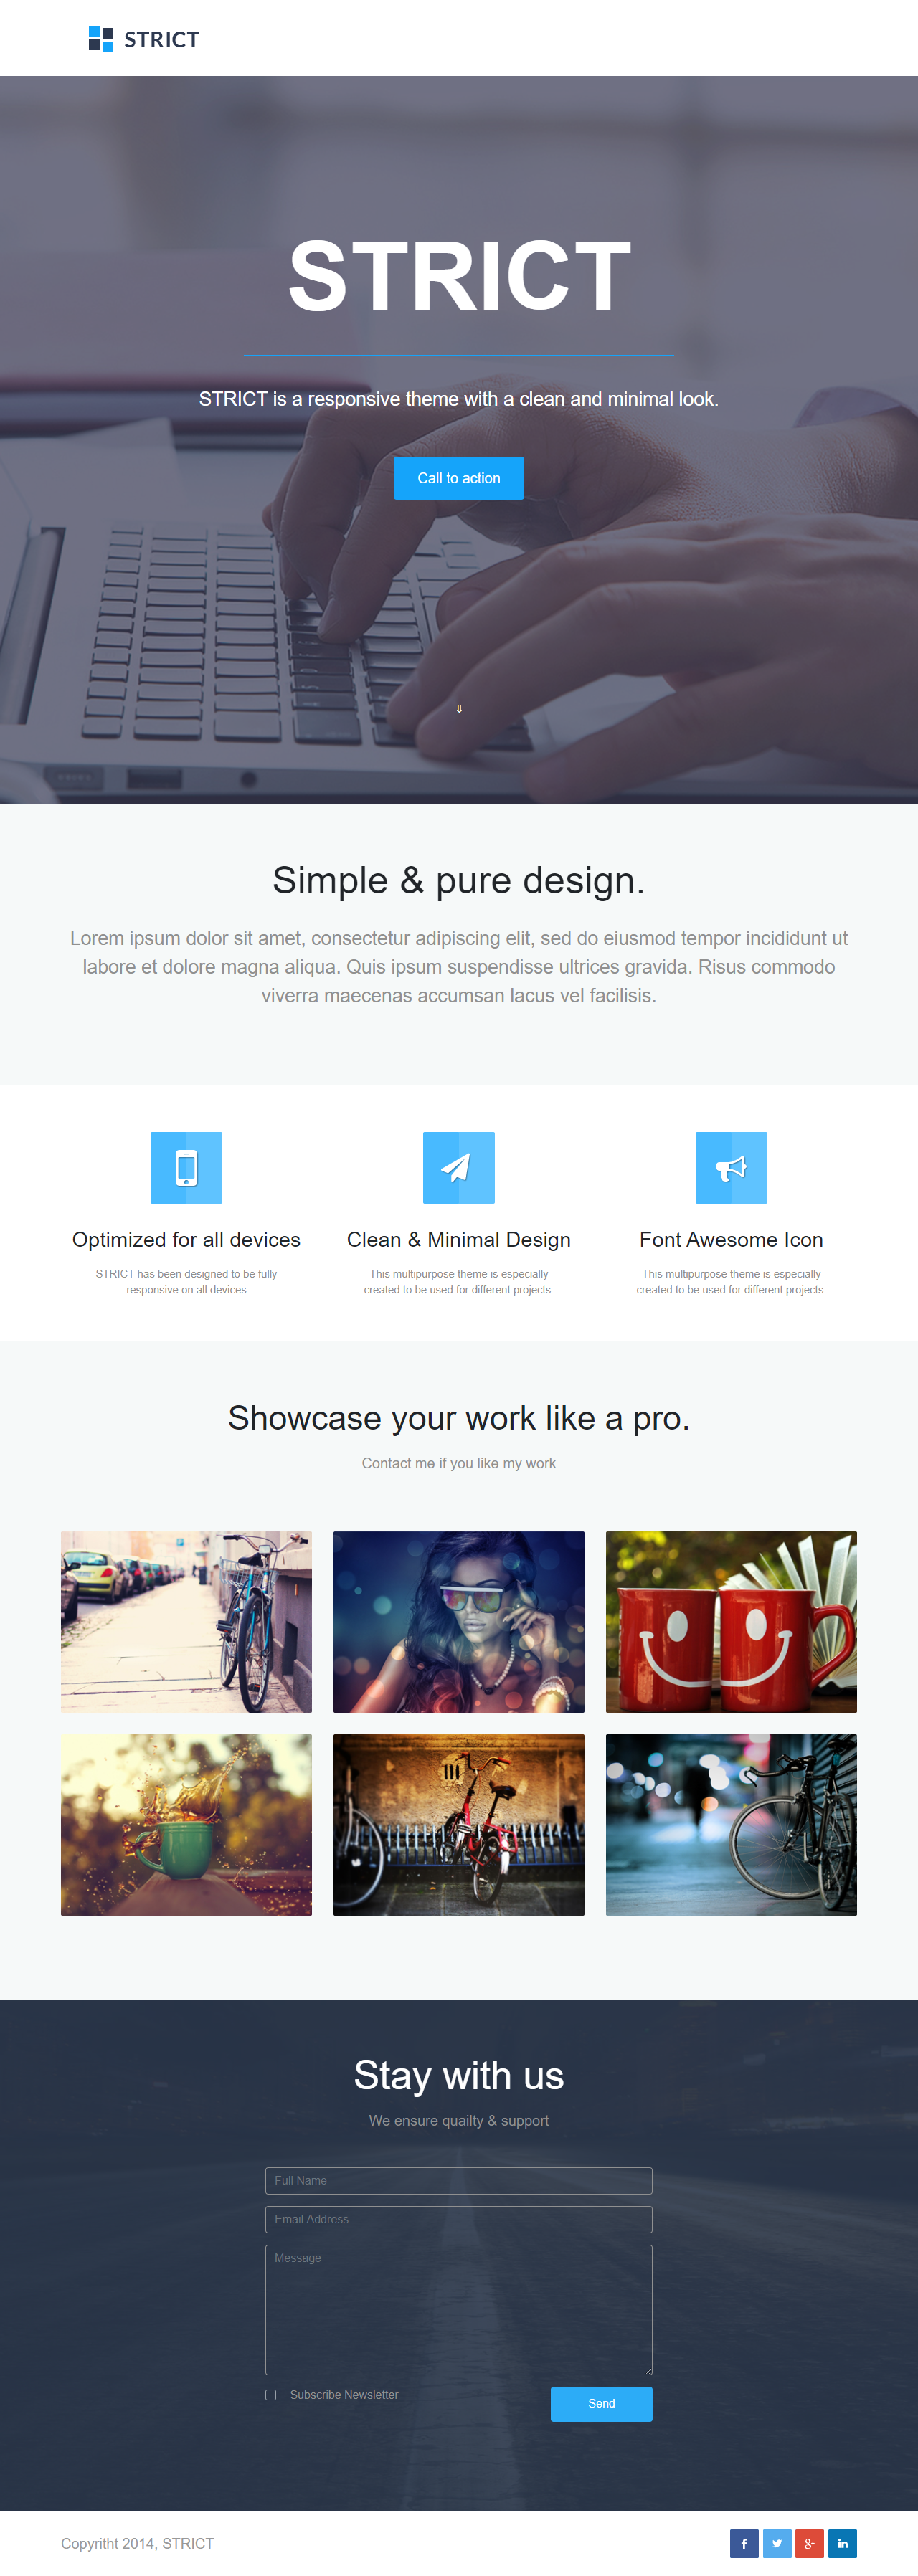 STRICT
STRICT
STRICT is a responsive theme with a clean and minimal look.
Call to action
⇓
Simple & pure design.
Lorem ipsum dolor sit amet, consectetur adipiscing elit, sed do eiusmod tempor incididunt ut
labore et dolore magna aliqua. Quis ipsum suspendisse ultrices gravida. Risus commodo
viverra maecenas accumsan lacus vel facilisis.
Optimized for all devices
STRICT has been designed to be fully
responsive on all devices
Clean & Minimal Design
This multipurpose theme is especially
created to be used for different projects.
Font Awesome Icon
This multipurpose theme is especially
created to be used for different projects.
Showcase your work like a pro.
Contact me if you like my work
Stay with us
We ensure quailty & support
Full Name
Email Address
Message
Subscribe Newsletter
Send
Copyritht 2014, STRICT